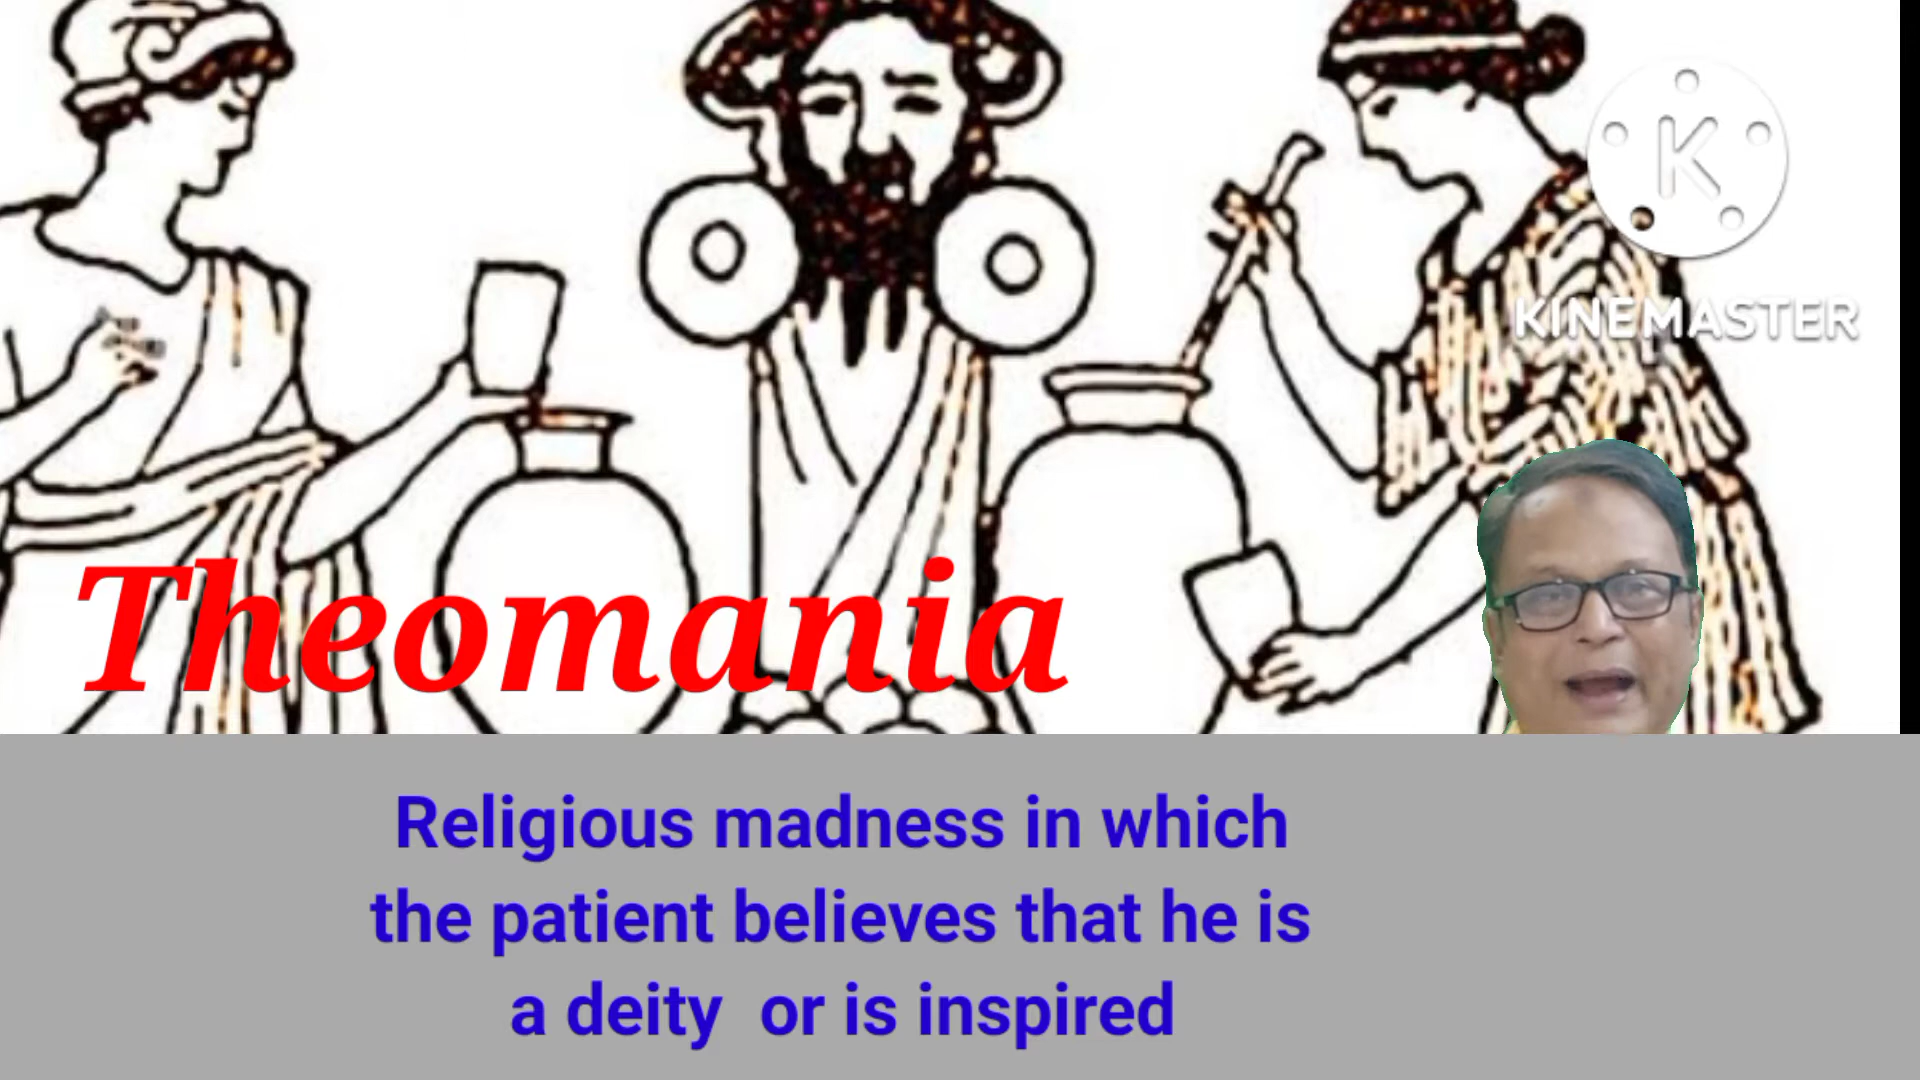 K
KINEMASTER
Theomania
Religious madness in which
the patient believes that he is
a deity or is inspired